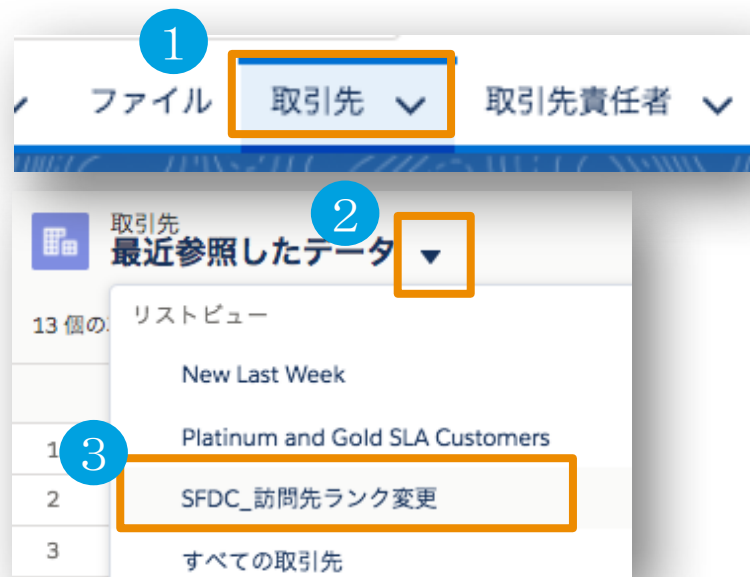 1
ファイル 取引先 取引先責任者
2
取引先
最近参照したデータ
13 個の
リストビュー
New Last Week
Platinum and Gold SLA Customers
1
3
2 SFDC_訪問先ランク変更
3 すべての取引先